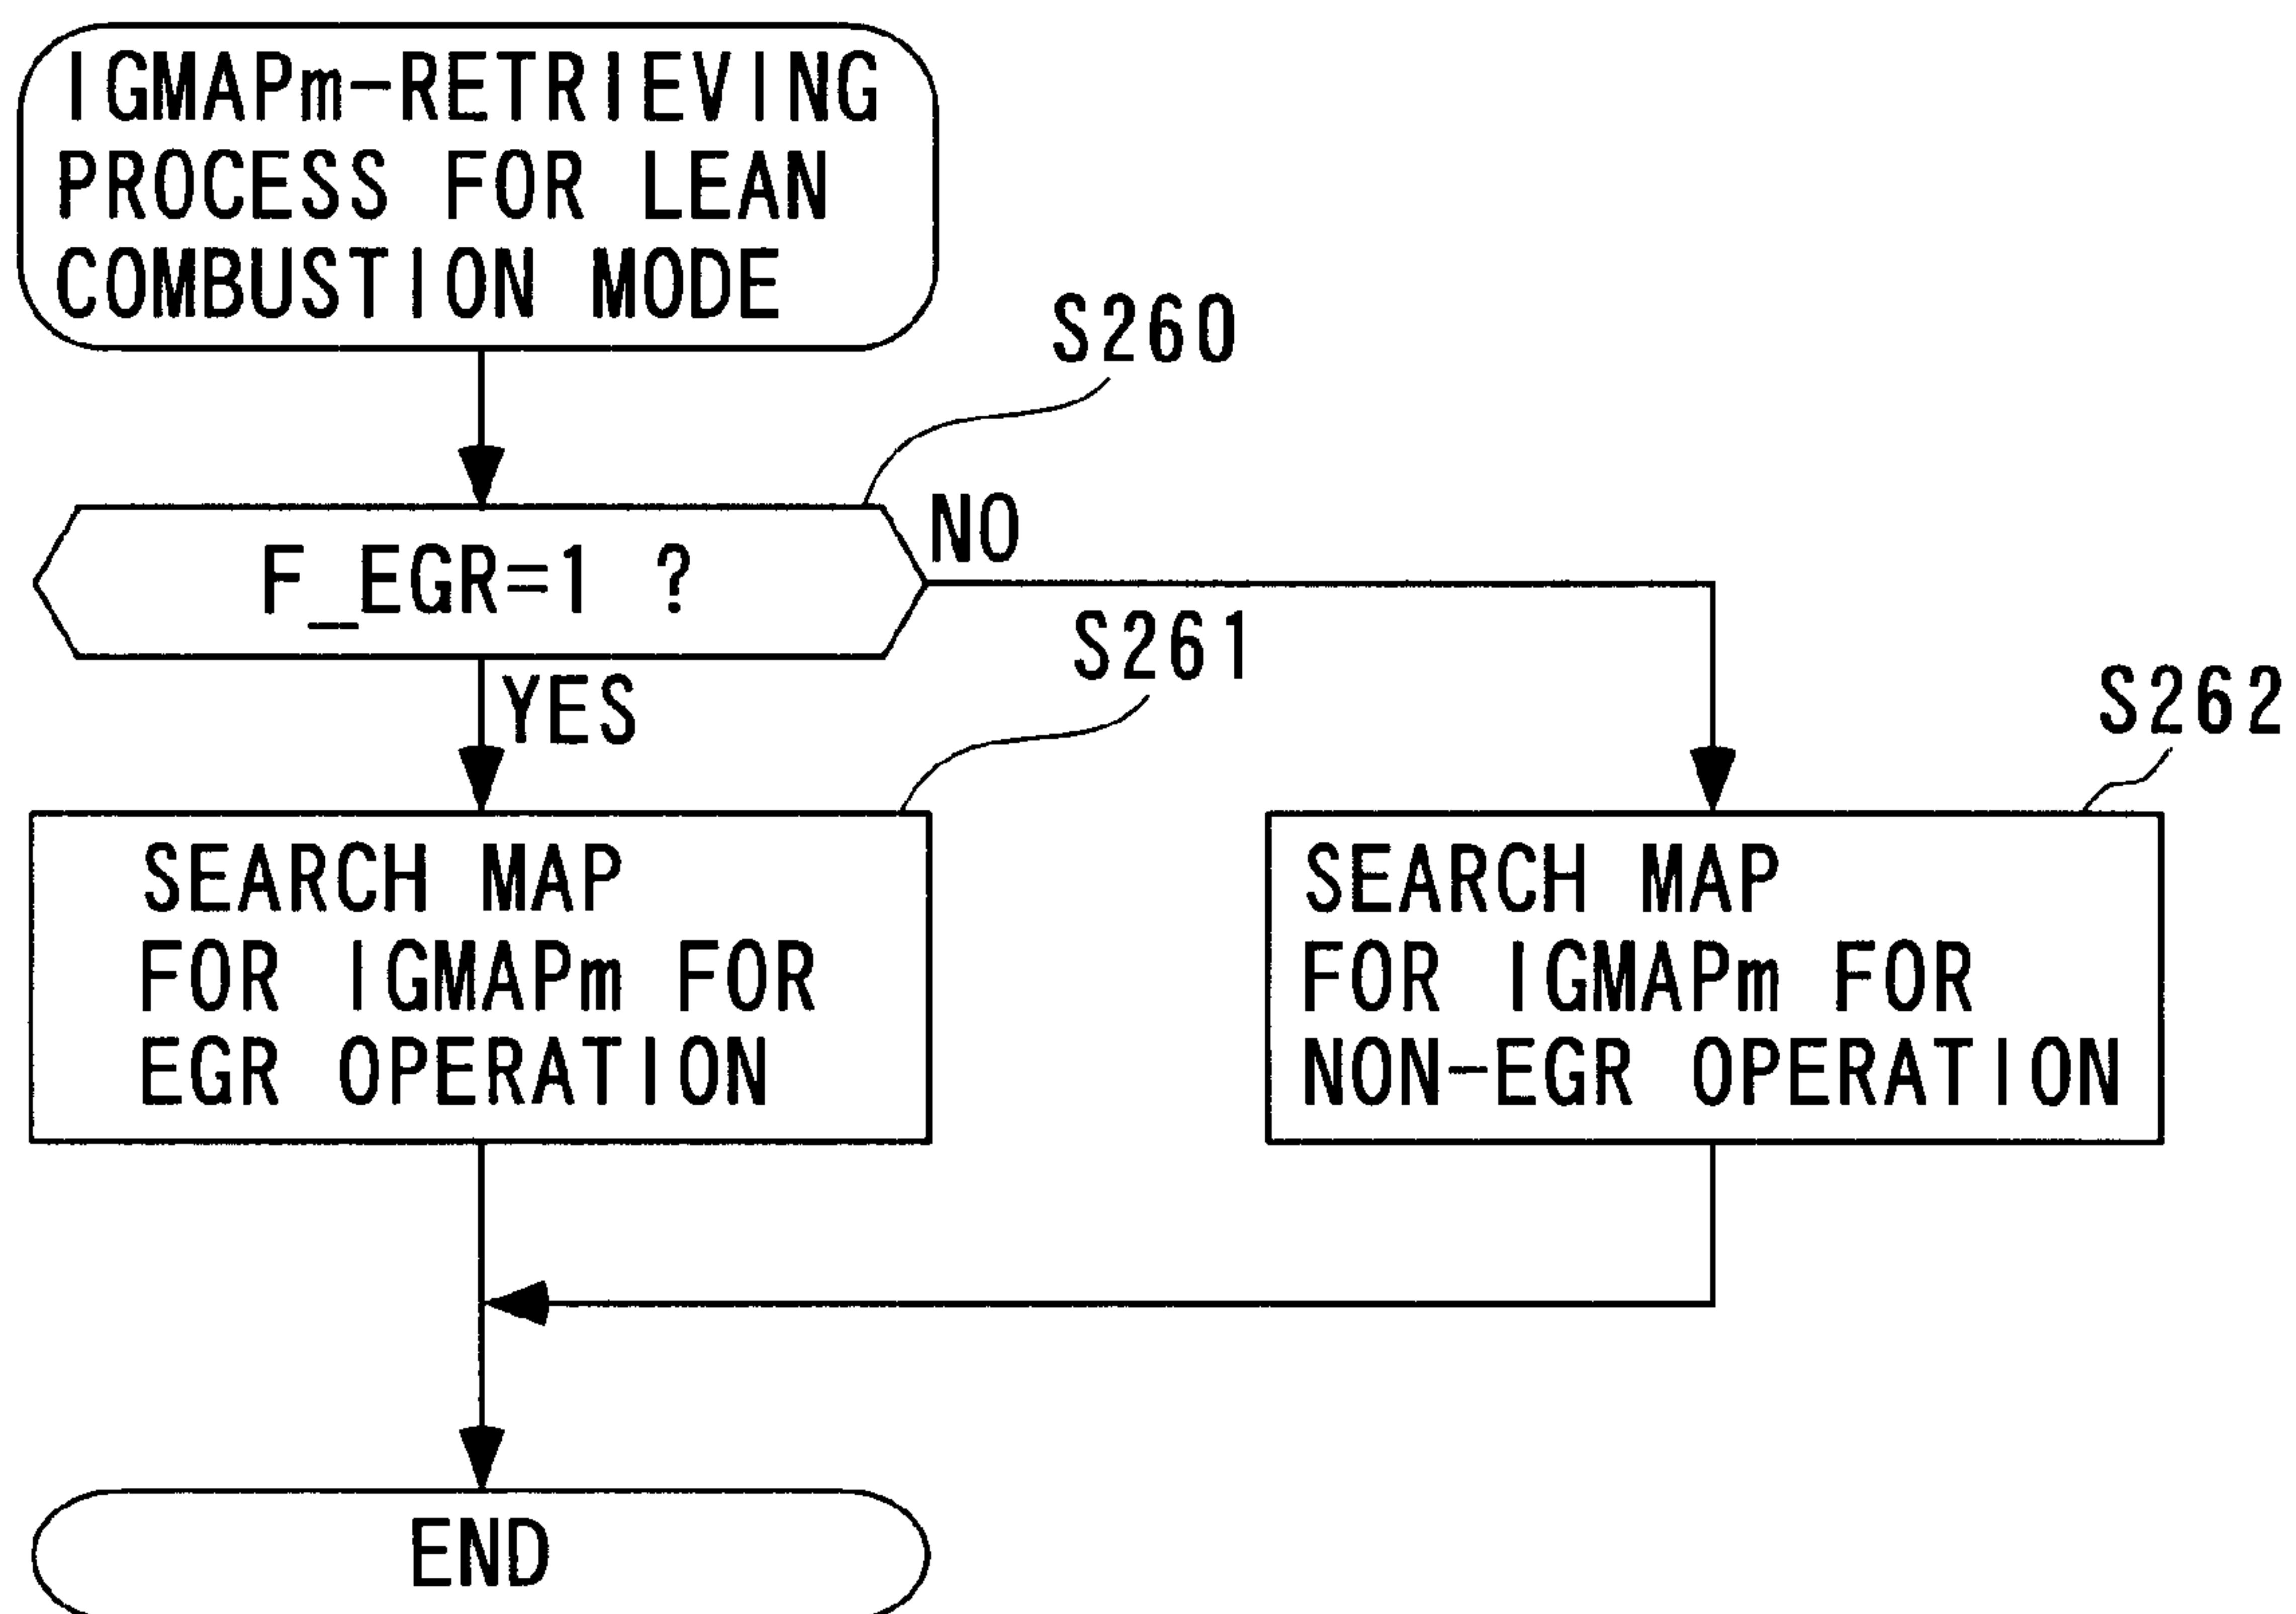 IGMAPm-RETRIEVING
PROCESS FOR LEAN
COMBUSTION MODE
S260
F_EGR=1 ?
NO
YES
S261
S262
SEARCH MAP
FOR IGMAPm FOR
EGR OPERATION
SEARCH MAP
FOR IGMAPm FOR
NON-EGR OPERATION
END